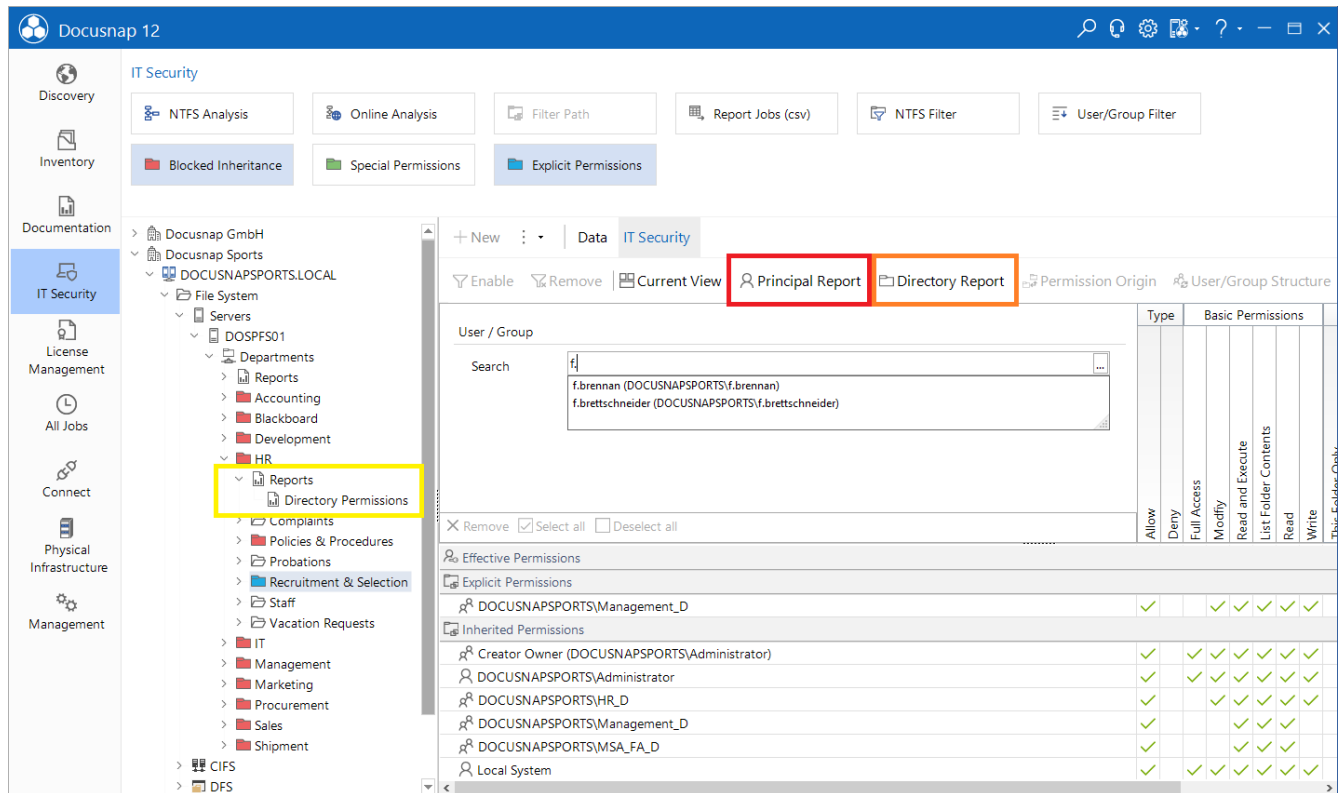 Docusnap 12
Discovery
Inventory
Documentation
IT Security
License
Management
All Jobs
Connect
Physical
Infrastructure
Management
IT Security
NTFS Analysis
Online Analysis
Filter Path
Report Jobs (csv)
NTFS Filter
User/Group Filter
Blocked Inheritance
Special Permissions
Explicit Permissions
Docusnap GmbH
Docusnap Sports
DOCUSNAPSPORTS.LOCAL
File System
Servers
DOSPFS01
Departments
Reports
Accounting
Blackboard
Development
HR
Reports
Directory Permissions
Complaints
Policies & Procedures
Probations
Recruitment & Selection
Staff
Vacation Requests
IT
Management
Marketing
Procurement
Sales
Shipment
CIFS
DFS
New Data IT Security
Enable Remove Current View Principal Report Directory Report Permission Origin User/Group Structure
User / Group
Search f.
...
f.brennan (DOCUSNAPSPORTS\f.brennan)
f.brettschneider (DOCUSNAPSPORTS\f.brettschneider)
Remove Select all Deselect all
Type Basic Permissions
Allow
Deny
Full Access
Modfiy
Read and Execute
List Folder Contents
Read
Write
This Folder Only
Effective Permissions
Explicit Permissions
DOCUSNAPSPORTS\Management_D
Inherited Permissions
Creator Owner (DOCUSNAPSPORTS\Administrator)
DOCUSNAPSPORTS\Administrator
DOCUSNAPSPORTS\HR_D
DOCUSNAPSPORTS\Management_D
DOCUSNAPSPORTS\MSA_FA_D
Local System